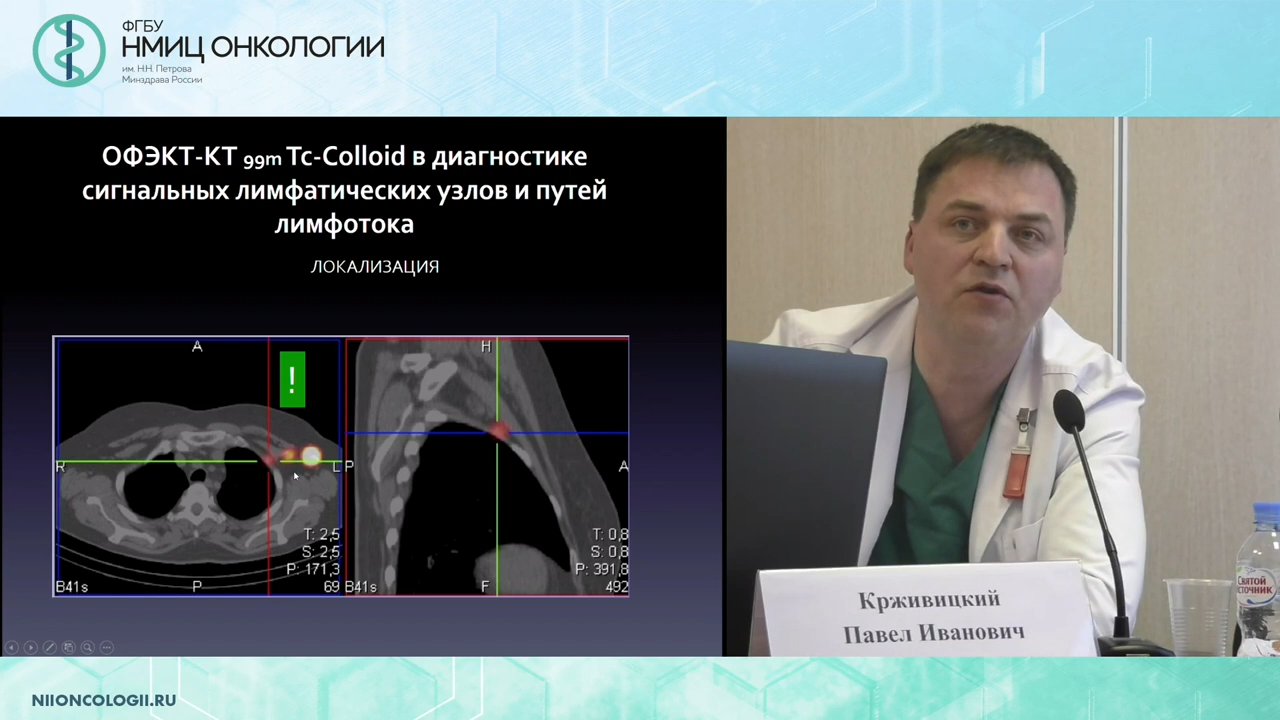 ФГБУ
НМИЦ ОНКОЛОГИИ
им. Н.Н. Петрова
Минздрава России
ОФЭКТ-КТ 99m Tc-Colloid в диагностике
сигнальных лимфатических узлов и путей
лимфотока
ЛОКАЛИЗАЦИЯ
A
!
R
L
T: 2,5
S: 2,5
P: 171,3
B41s
P
69
H
P
A
T: 0,8
S: 0,8
P: 391,8
B41s
F
492
Крживицкий
Павел Иванович
Святой
Источник
NIIONCOLOGII.RU